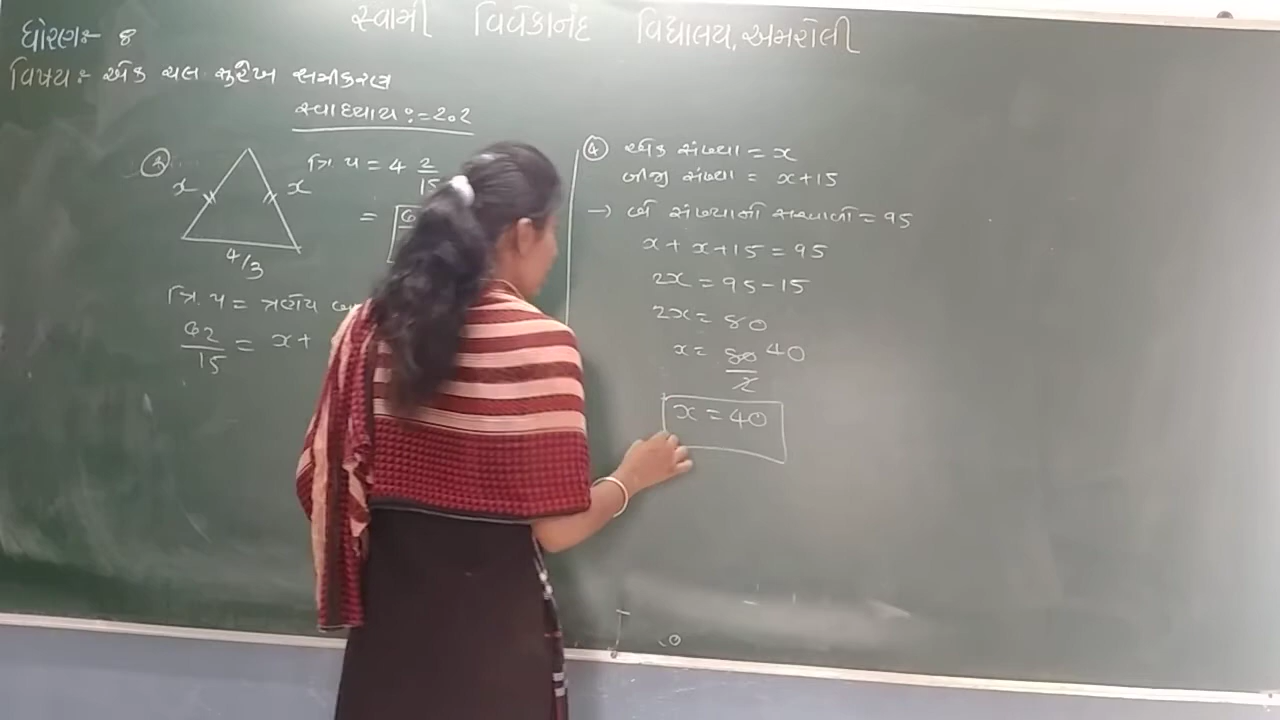 સ્વામી વિવેકાનંદ વિદ્યાલય, અમરોલી
ધોરણ:- 8
વિષય:- એક ચલ સુરેખ સમીકરણ
સ્વાધ્યાય:-2.2
3
x x
4/3
ત્રિ. પ = 4 2/15
=
ત્રિ. પ = ત્રણેય
62/15 = x +
4 એક સંખ્યા = x
બીજી સંખ્યા = x+15
→ બે સંખ્યાનો સરવાળો = 95
x + x+15 = 95
2x = 95-15
2x = 80
x = 80/2 40
x = 40